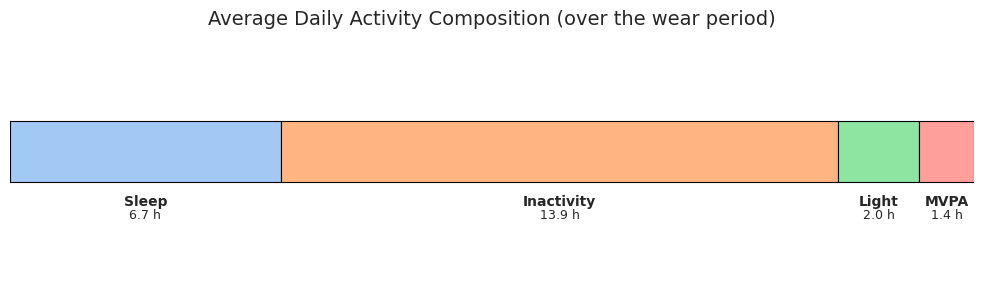 Average Daily Activity Composition (over the wear period)
Sleep
6.7 h
Inactivity
13.9 h
Light
2.0 h
MVPA
1.4 h